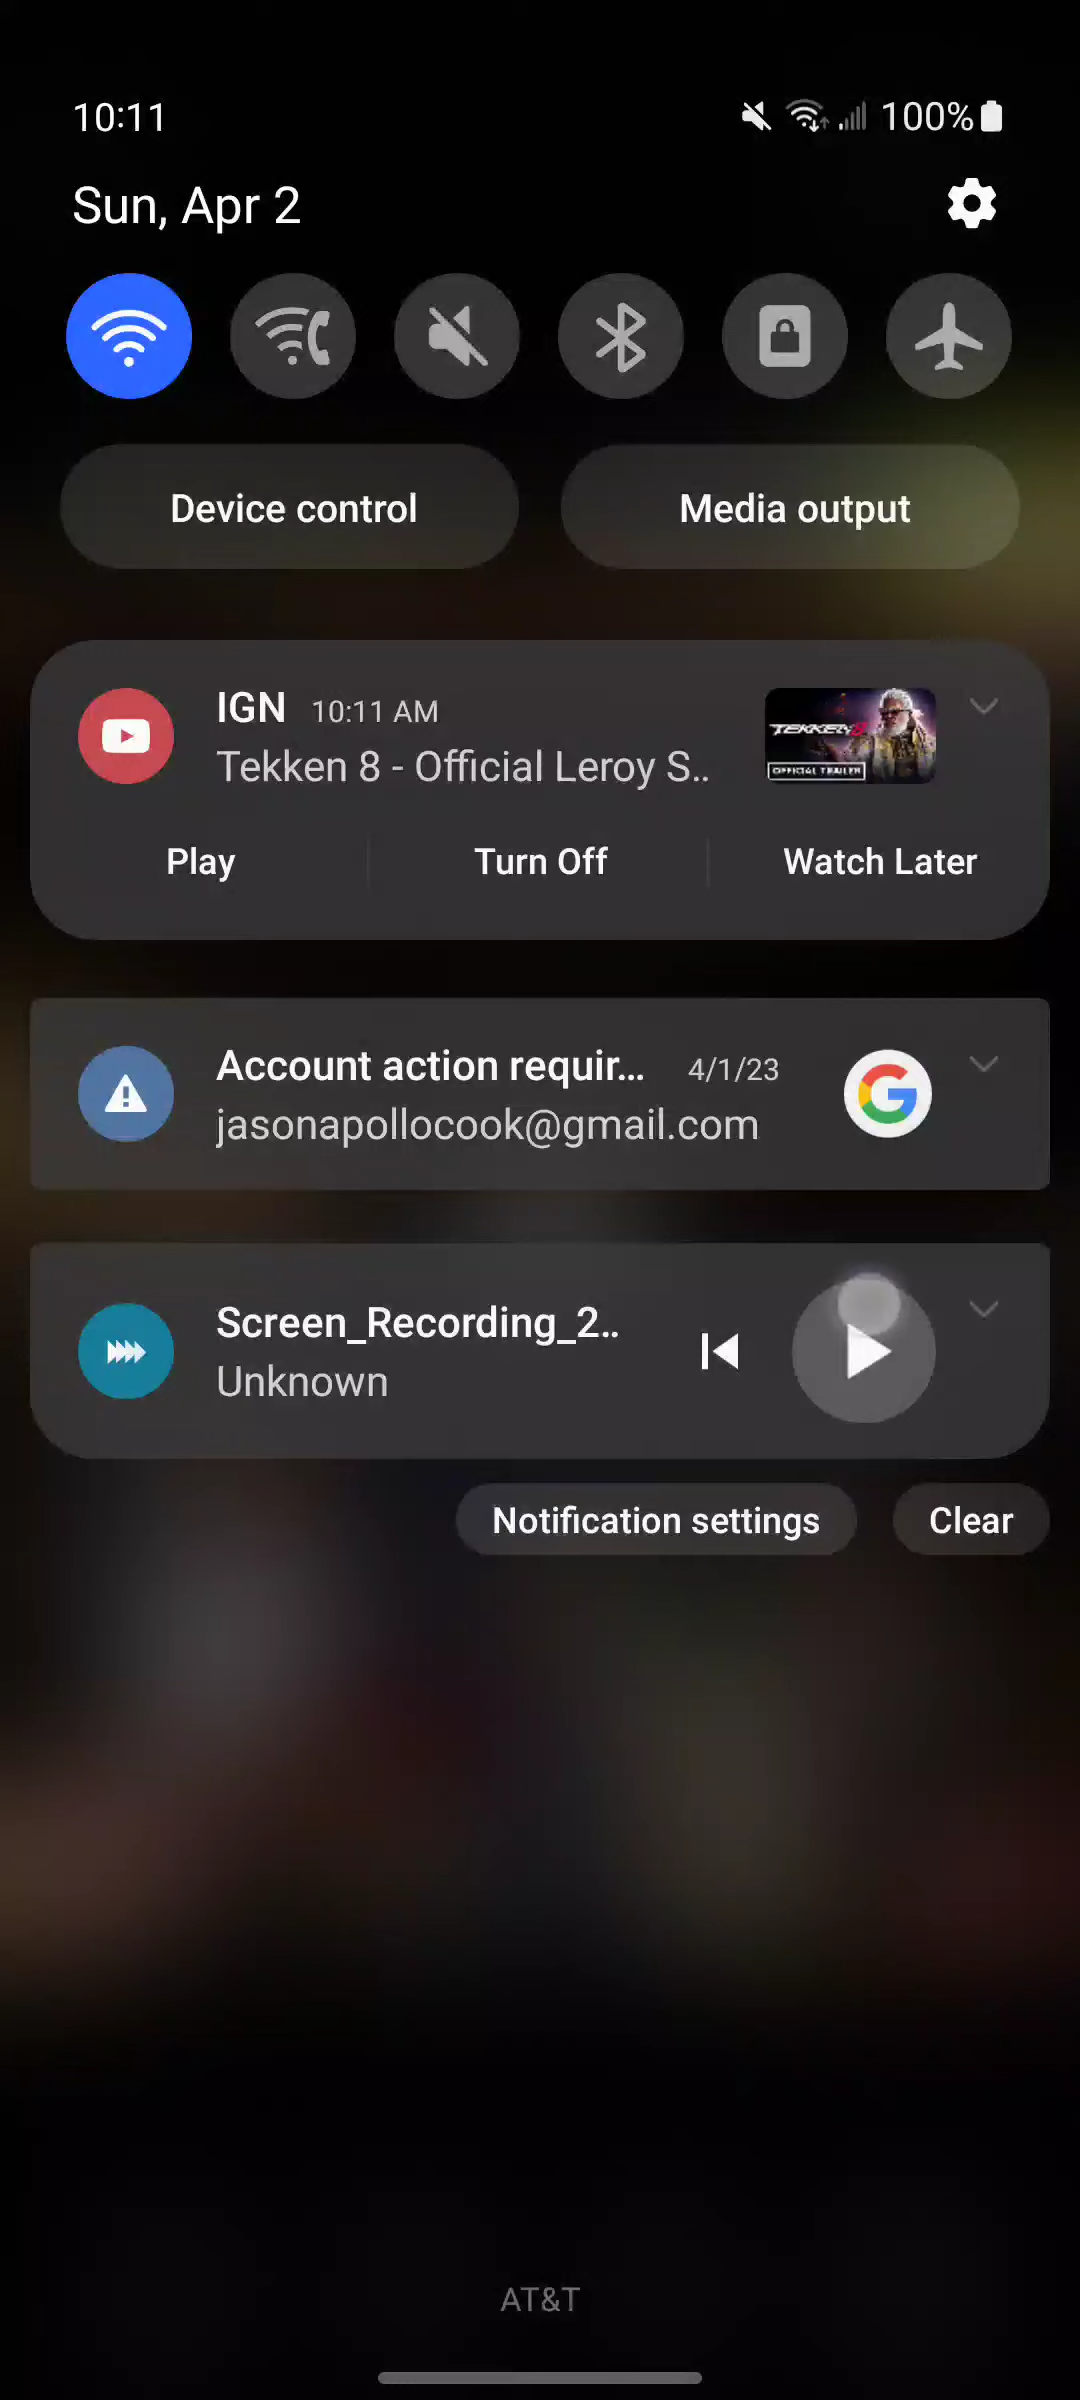 10:11
100%
Sun, Apr 2
Device control
Media output
IGN 10:11 AM
Tekken 8 - Official Leroy S..
TEKKEN 8
OFFICIAL TRAILER
Play
Turn Off
Watch Later
Account action requir... 4/1/23
jasonapollocook@gmail.com
Screen_Recording_2..
Unknown
Notification settings
Clear
AT&T